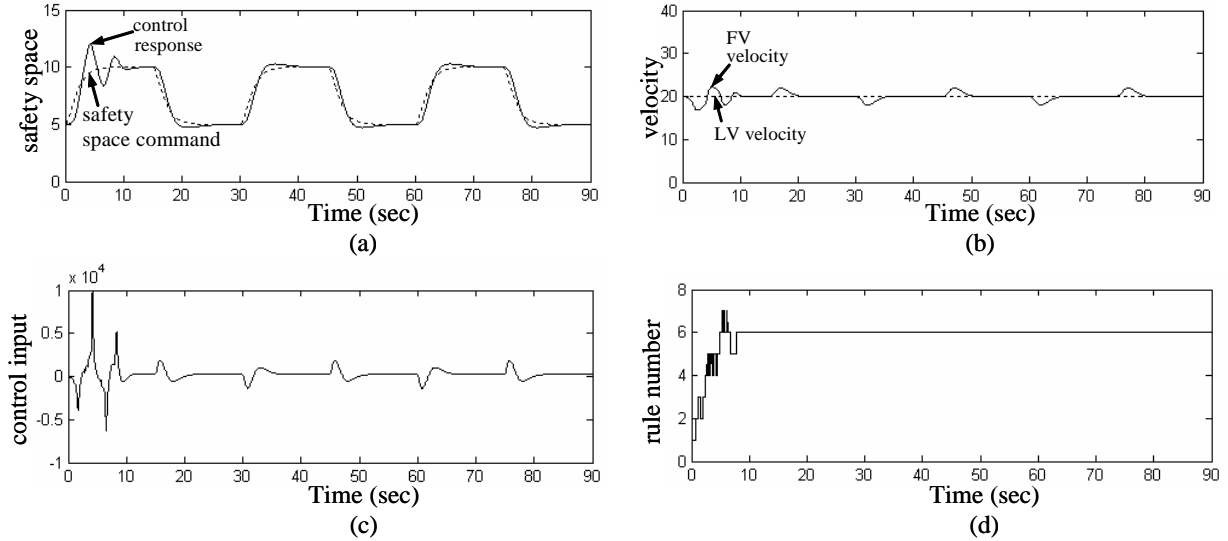 15
10
5
0
safety space
control
response
safety
space command
0 10 20 30 40 50 60 70 80 90
Time (sec)
(a)
40
30
20
10
0
velocity
FV
velocity
LV velocity
0 10 20 30 40 50 60 70 80 90
Time (sec)
(b)
x 10^4
1
0.5
0
-0.5
-1
control input
0 10 20 30 40 50 60 70 80 90
Time (sec)
(c)
8
6
4
2
0
rule number
0 10 20 30 40 50 60 70 80 90
Time (sec)
(d)